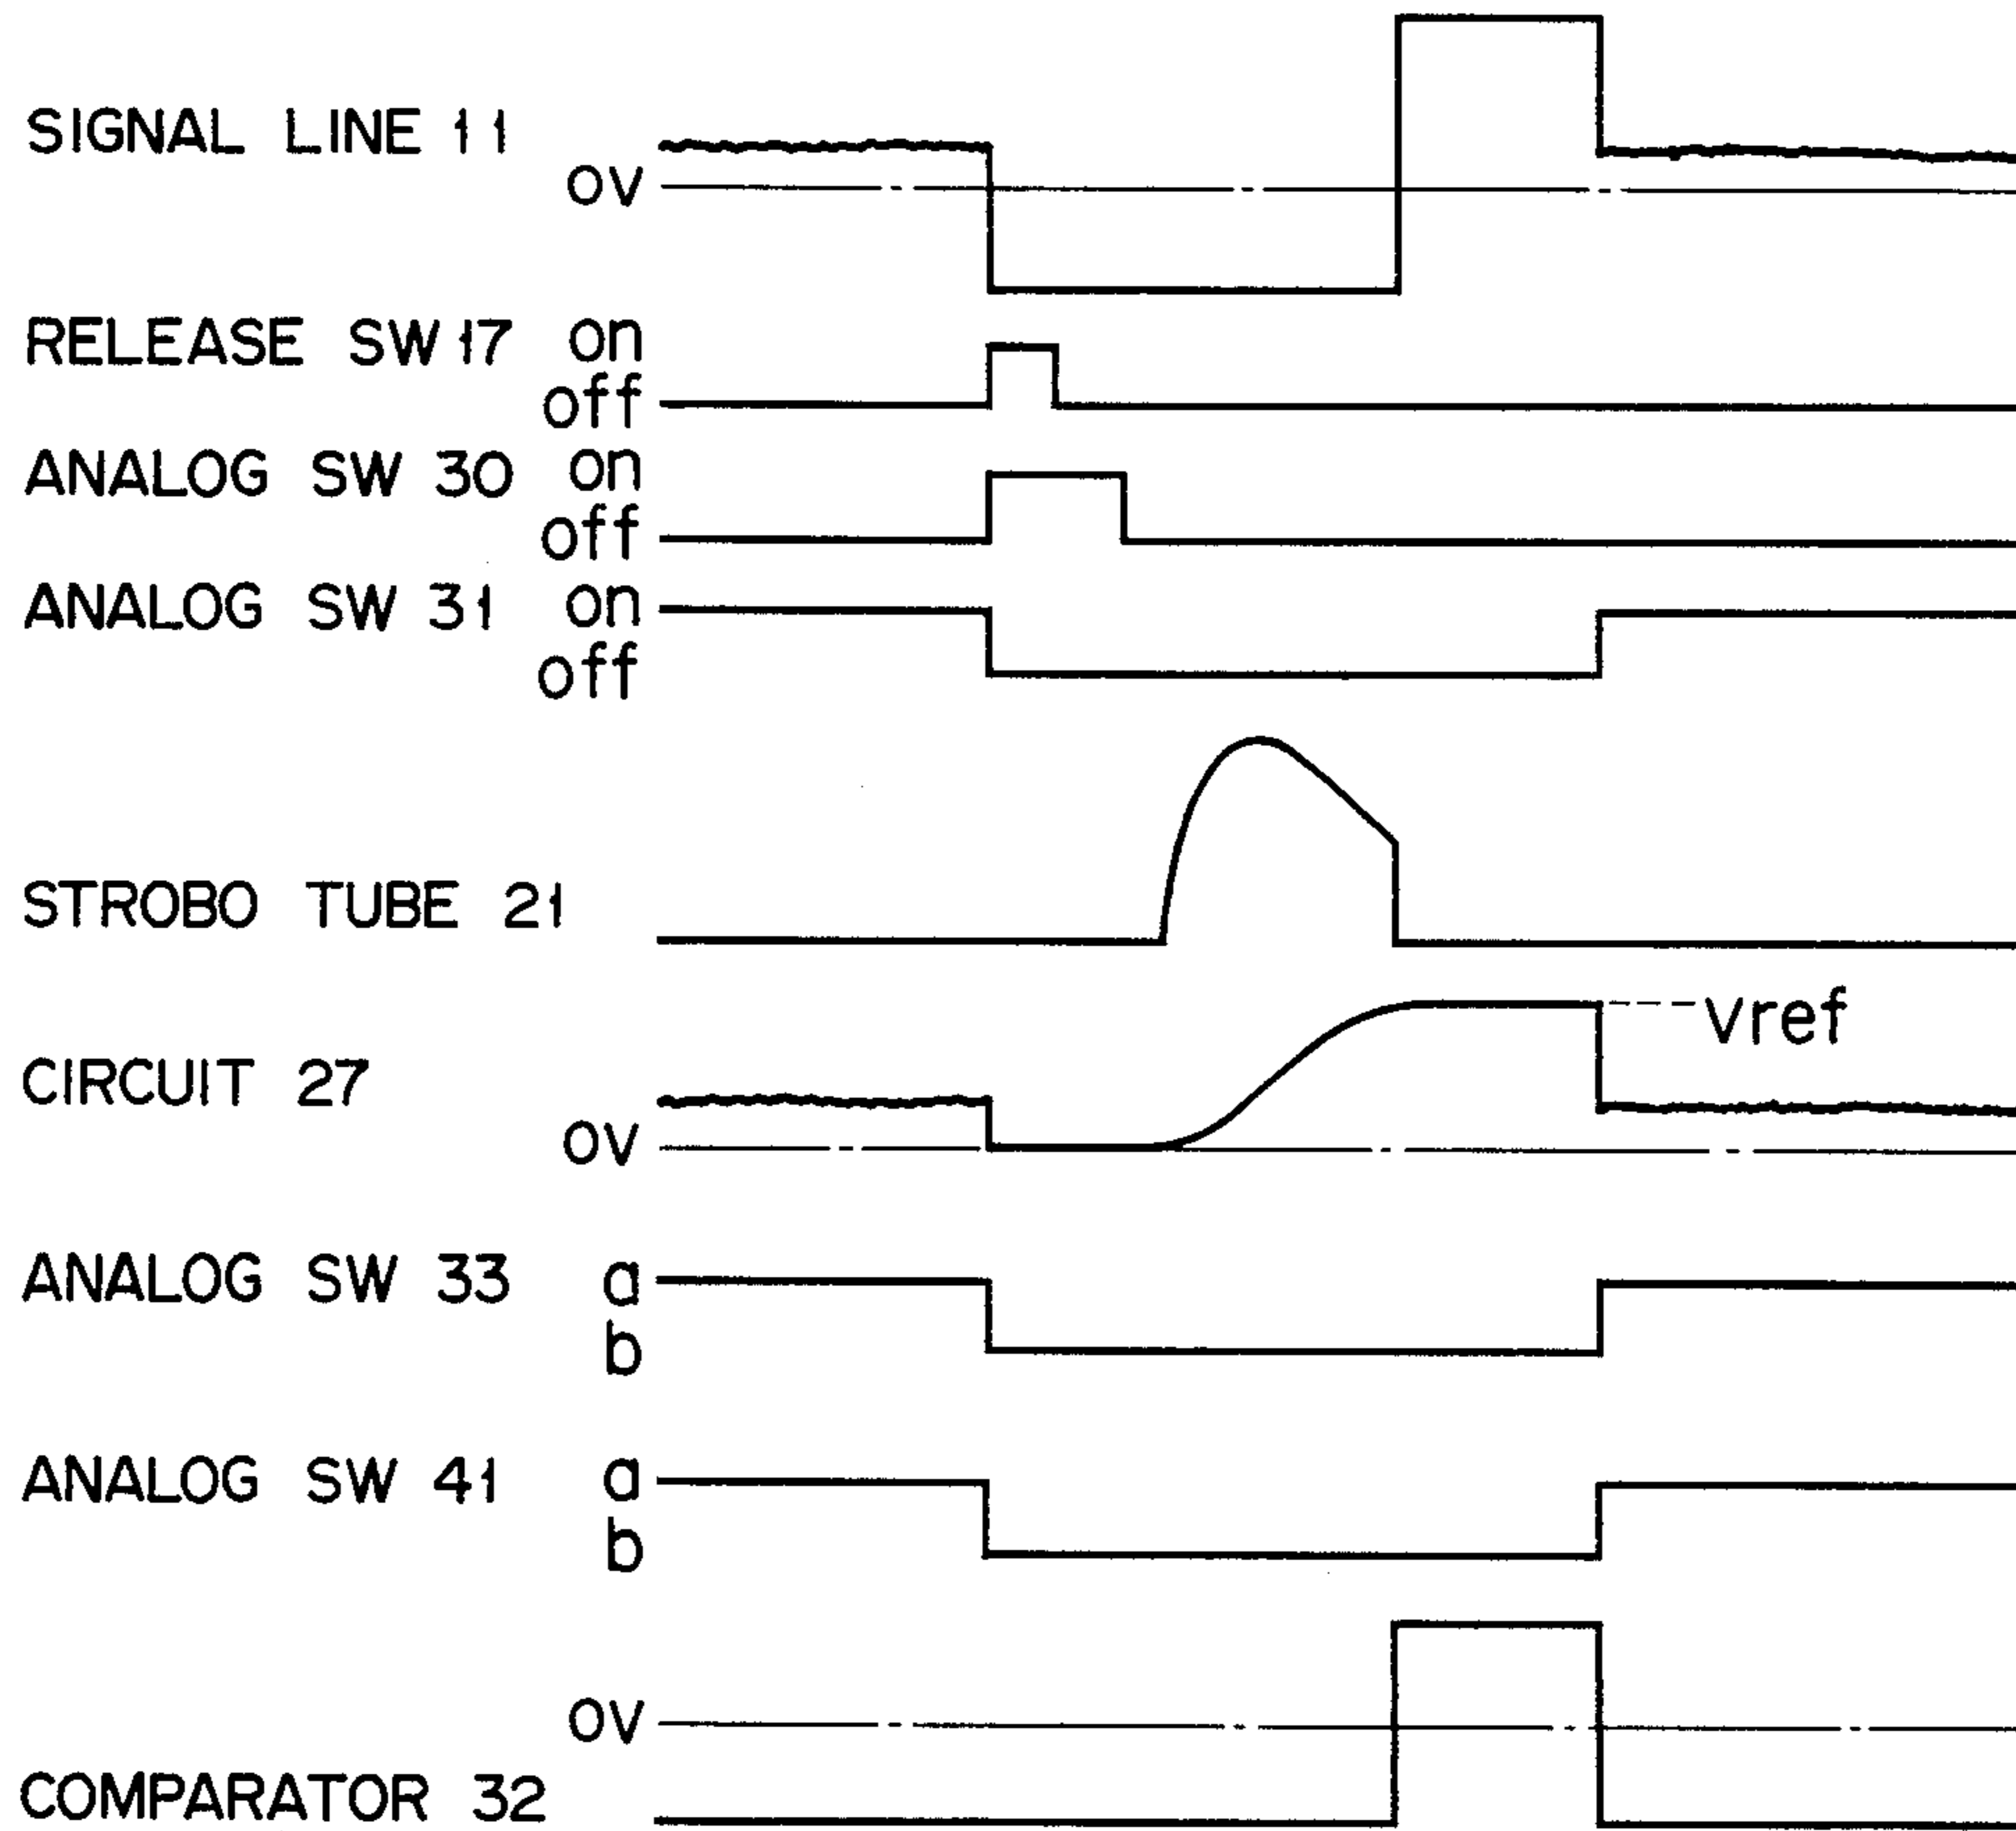 SIGNAL LINE 11
OV
RELEASE SW 17 on
off
ANALOG SW 30 on
off
ANALOG SW 31 on
off
STROBO TUBE 21
Vref
CIRCUIT 27
OV
ANALOG SW 33 a
b
ANALOG SW 41 a
b
OV
COMPARATOR 32